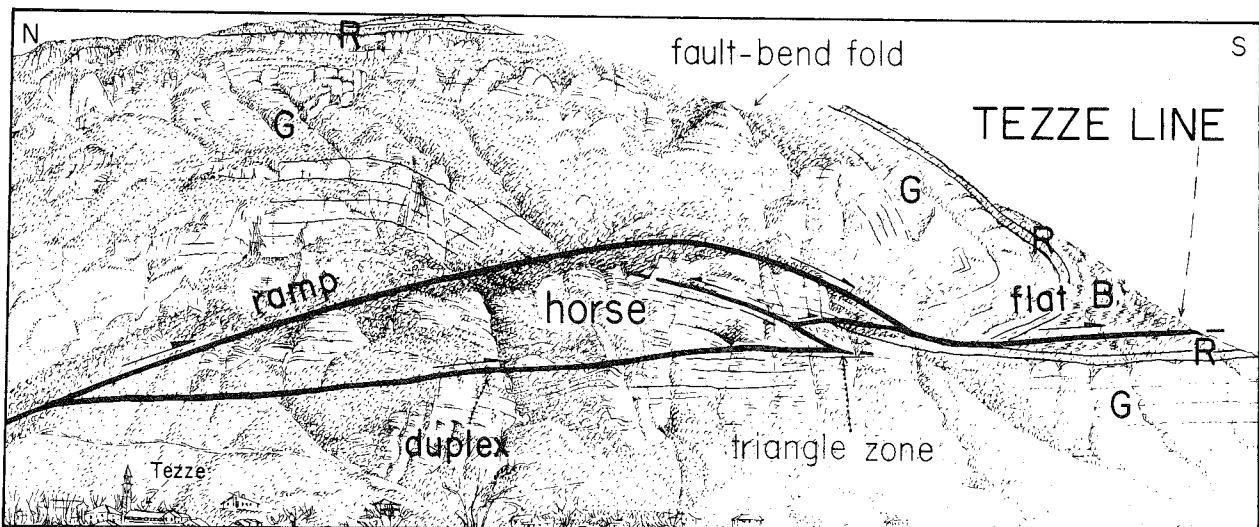 N
R
S
fault-bend fold
G
TEZZE LINE
G
R
ramp
horse
flat
B
R
G
duplex
triangle zone
Tezze